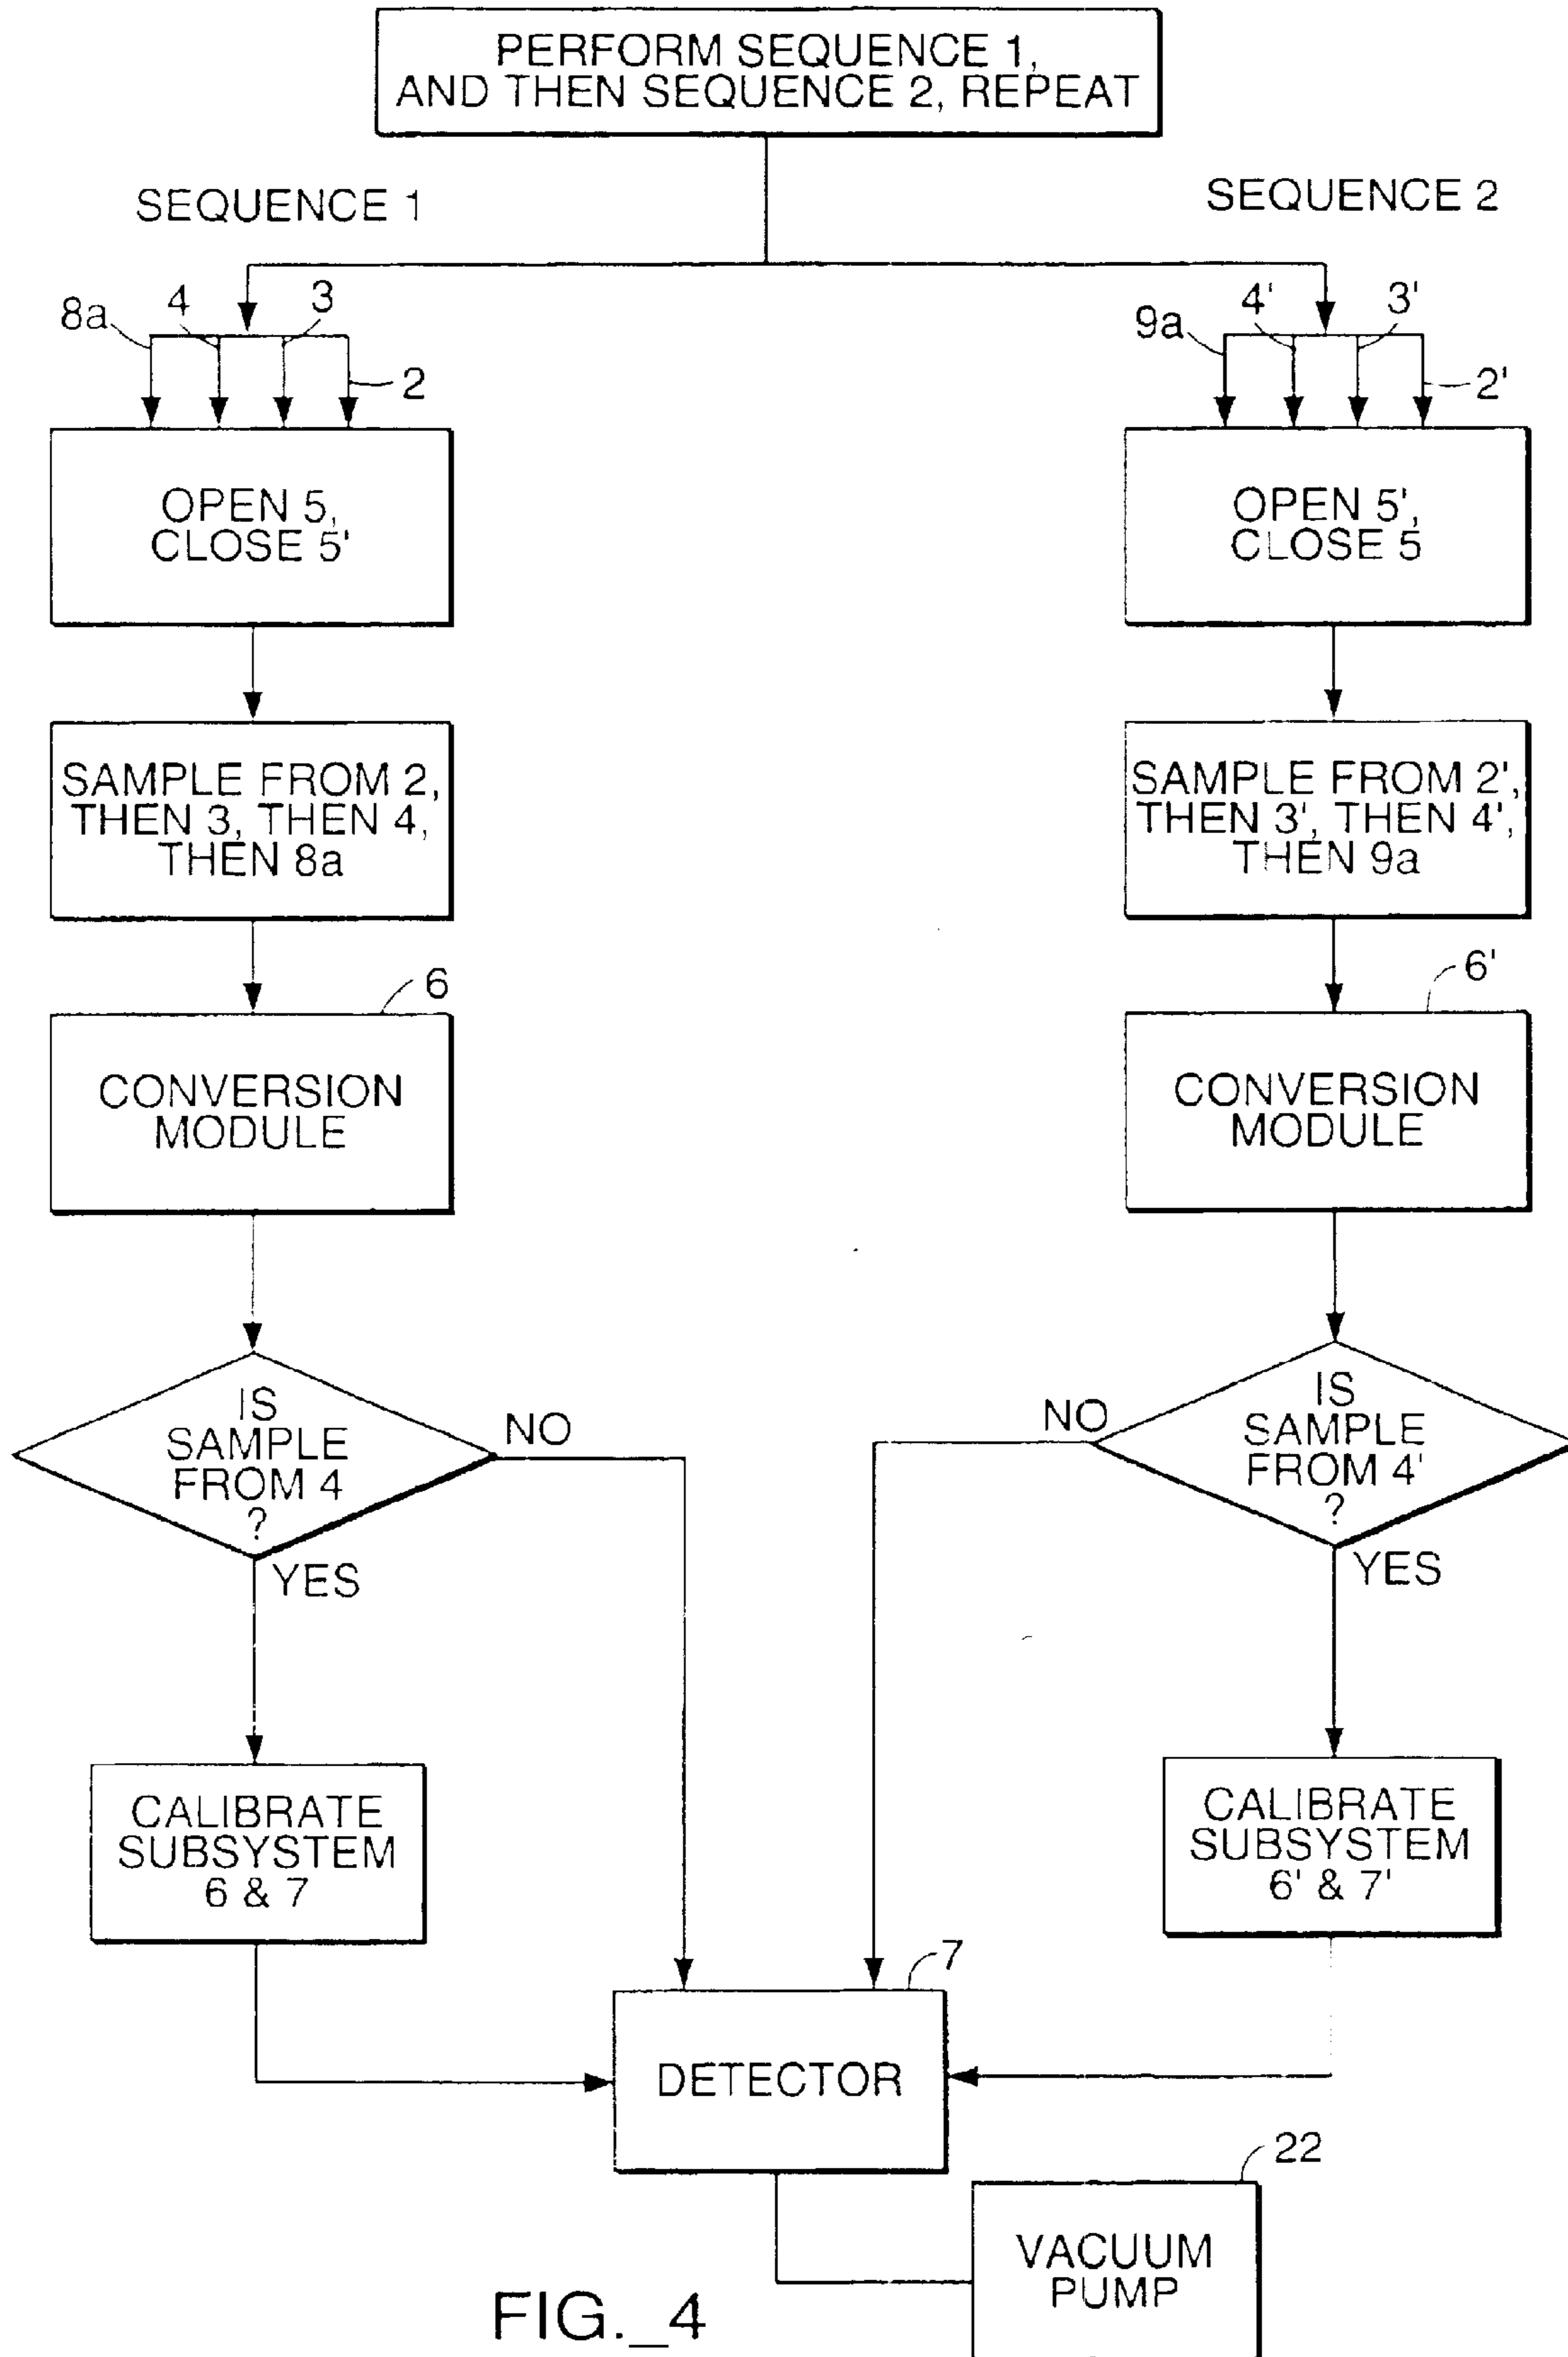 PERFORM SEQUENCE 1,
AND THEN SEQUENCE 2, REPEAT
SEQUENCE 1
SEQUENCE 2
8a
4
3
2
9a
4'
3'
2'
OPEN 5,
CLOSE 5'
OPEN 5',
CLOSE 5
SAMPLE FROM 2,
THEN 3, THEN 4,
THEN 8a
SAMPLE FROM 2',
THEN 3', THEN 4',
THEN 9a
6
CONVERSION
MODULE
6'
CONVERSION
MODULE
IS
SAMPLE
FROM 4
?
NO
YES
NO
IS
SAMPLE
FROM 4'
?
YES
CALIBRATE
SUBSYSTEM
6 & 7
CALIBRATE
SUBSYSTEM
6' & 7'
7
DETECTOR
22
VACUUM
PUMP
FIG._4